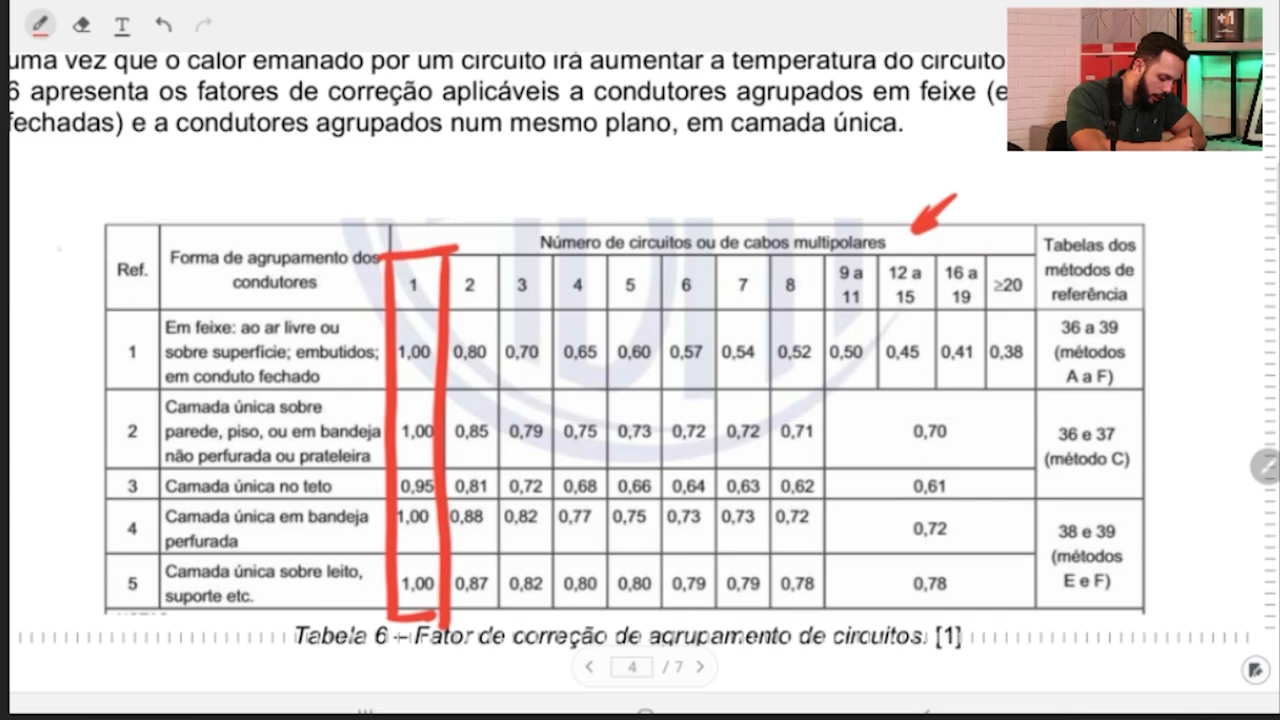 uma vez que o calor emanado por um circuito irá aumentar a temperatura do circuito
6 apresenta os fatores de correção aplicáveis a condutores agrupados em feixe (e
fechadas) e a condutores agrupados num mesmo plano, em camada única.
Ref.
Forma de agrupamento dos
condutores
Número de circuitos ou de cabos multipolares
Tabelas dos
métodos de
referência
1 2 3 4 5 6 7 8 9 a 11 12 a 15 16 a 19 ≥20
1
Em feixe: ao ar livre ou
sobre superfície; embutidos;
em conduto fechado
1,00 0,80 0,70 0,65 0,60 0,57 0,54 0,52 0,50 0,45 0,41 0,38
36 a 39
(métodos
A a F)
2
Camada única sobre
parede, piso, ou em bandeja
não perfurada ou prateleira
1,00 0,85 0,79 0,75 0,73 0,72 0,72 0,71 0,70
36 e 37
(método C)
3 Camada única no teto 0,95 0,81 0,72 0,68 0,66 0,64 0,63 0,62 0,61
4
Camada única em bandeja
perfurada
1,00 0,88 0,82 0,77 0,75 0,73 0,73 0,72 0,72
38 e 39
(métodos
E e F)
5
Camada única sobre leito,
suporte etc.
1,00 0,87 0,82 0,80 0,80 0,79 0,79 0,78 0,78
Tabela 6 – Fator de correção de agrupamento de circuitos. [1]
4 / 7